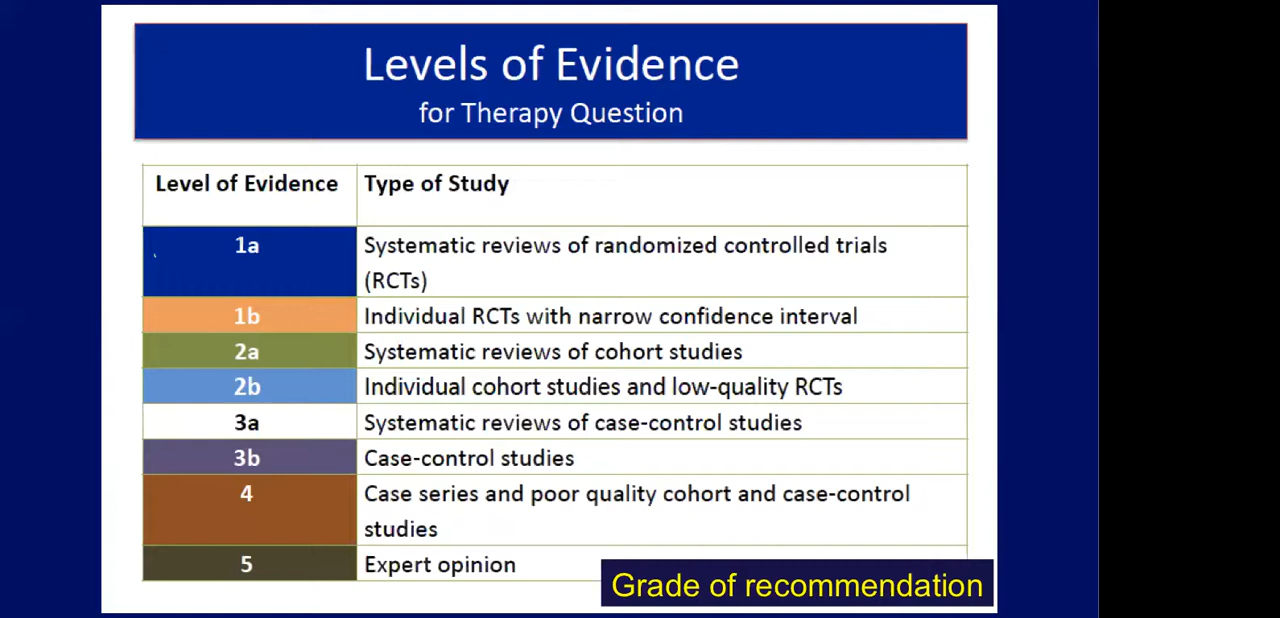 Levels of Evidence
for Therapy Question
Level of Evidence Type of Study
1a Systematic reviews of randomized controlled trials
(RCTs)
1b Individual RCTs with narrow confidence interval
2a Systematic reviews of cohort studies
2b Individual cohort studies and low-quality RCTs
3a Systematic reviews of case-control studies
3b Case-control studies
4 Case series and poor quality cohort and case-control
studies
5 Expert opinion
Grade of recommendation